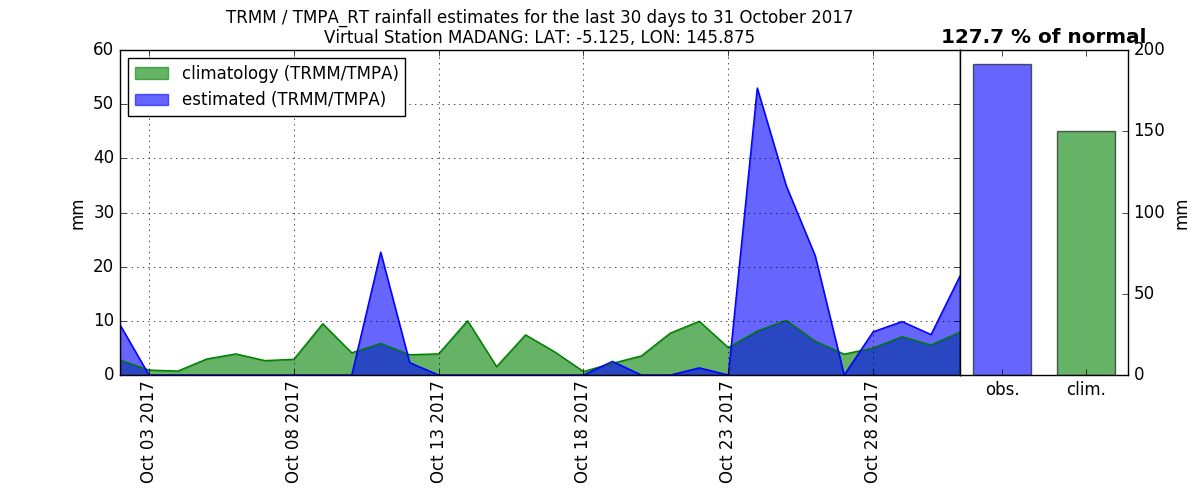 TRMM / TMPA_RT rainfall estimates for the last 30 days to 31 October 2017
Virtual Station MADANG: LAT: -5.125, LON: 145.875
127.7 % of normal
climatology (TRMM/TMPA)
estimated (TRMM/TMPA)
60
50
40
30
20
10
0
mm
Oct 03 2017
Oct 08 2017
Oct 13 2017
Oct 18 2017
Oct 23 2017
Oct 28 2017
obs.
clim.
200
150
100
50
0
mm